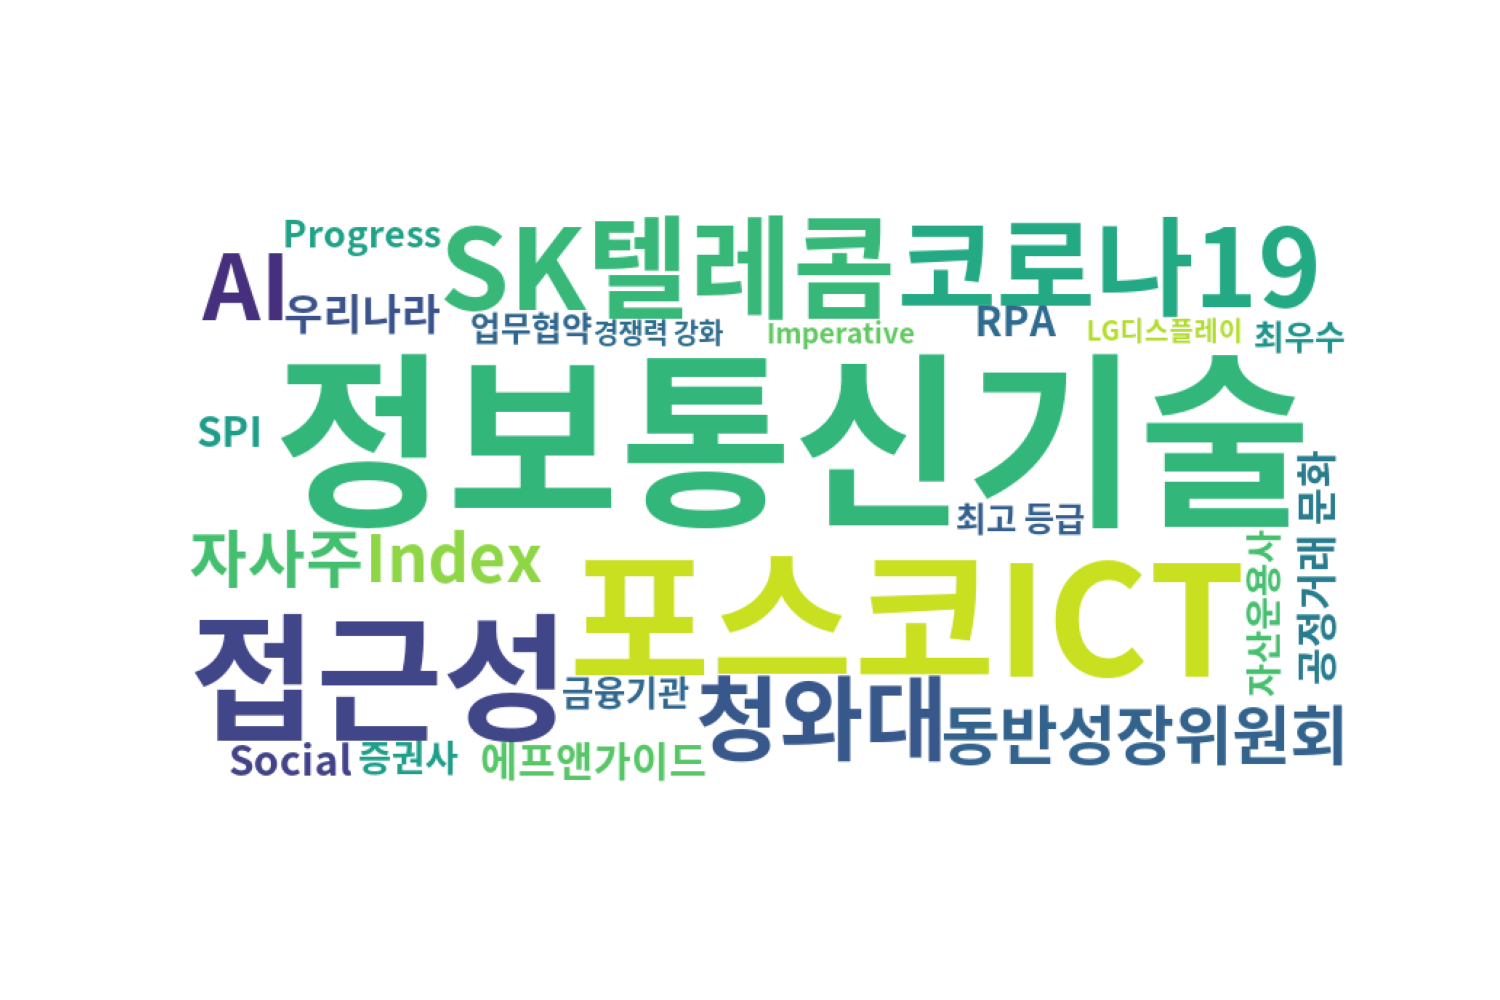 Progress
SK텔레콤
코로나19
AI
우리나라
업무협약
경쟁력 강화
Imperative
RPA
LG디스플레이
최우수
정보통신기술
SPI
최고 등급
공정거래 문화
자사주
Index
포스코ICT
자산운용사
접근성
금융기관
청와대
동반성장위원회
Social
증권사
에프앤가이드